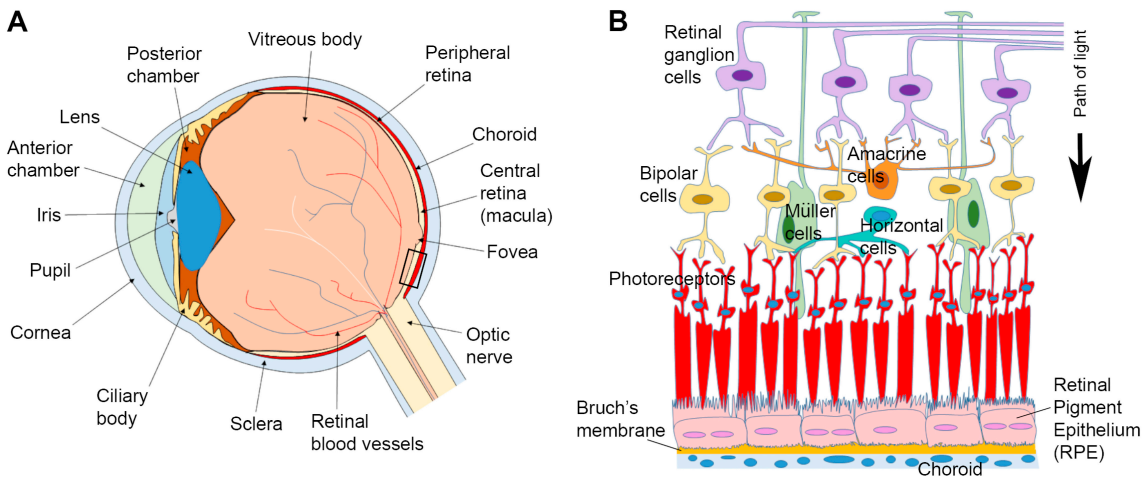 A
Vitreous body
Posterior
chamber
Peripheral
retina
Lens
Choroid
Anterior
chamber
Central
retina
(macula)
Iris
Fovea
Pupil
Cornea
Optic
nerve
Ciliary
body
Sclera
Retinal
blood vessels
B
Retinal
ganglion
cells
Path of light
Amacrine
cells
Bipolar
cells
Müller
cells
Horizontal
cells
Photoreceptors
Bruch's
membrane
Retinal
Pigment
Epithelium
(RPE)
Choroid